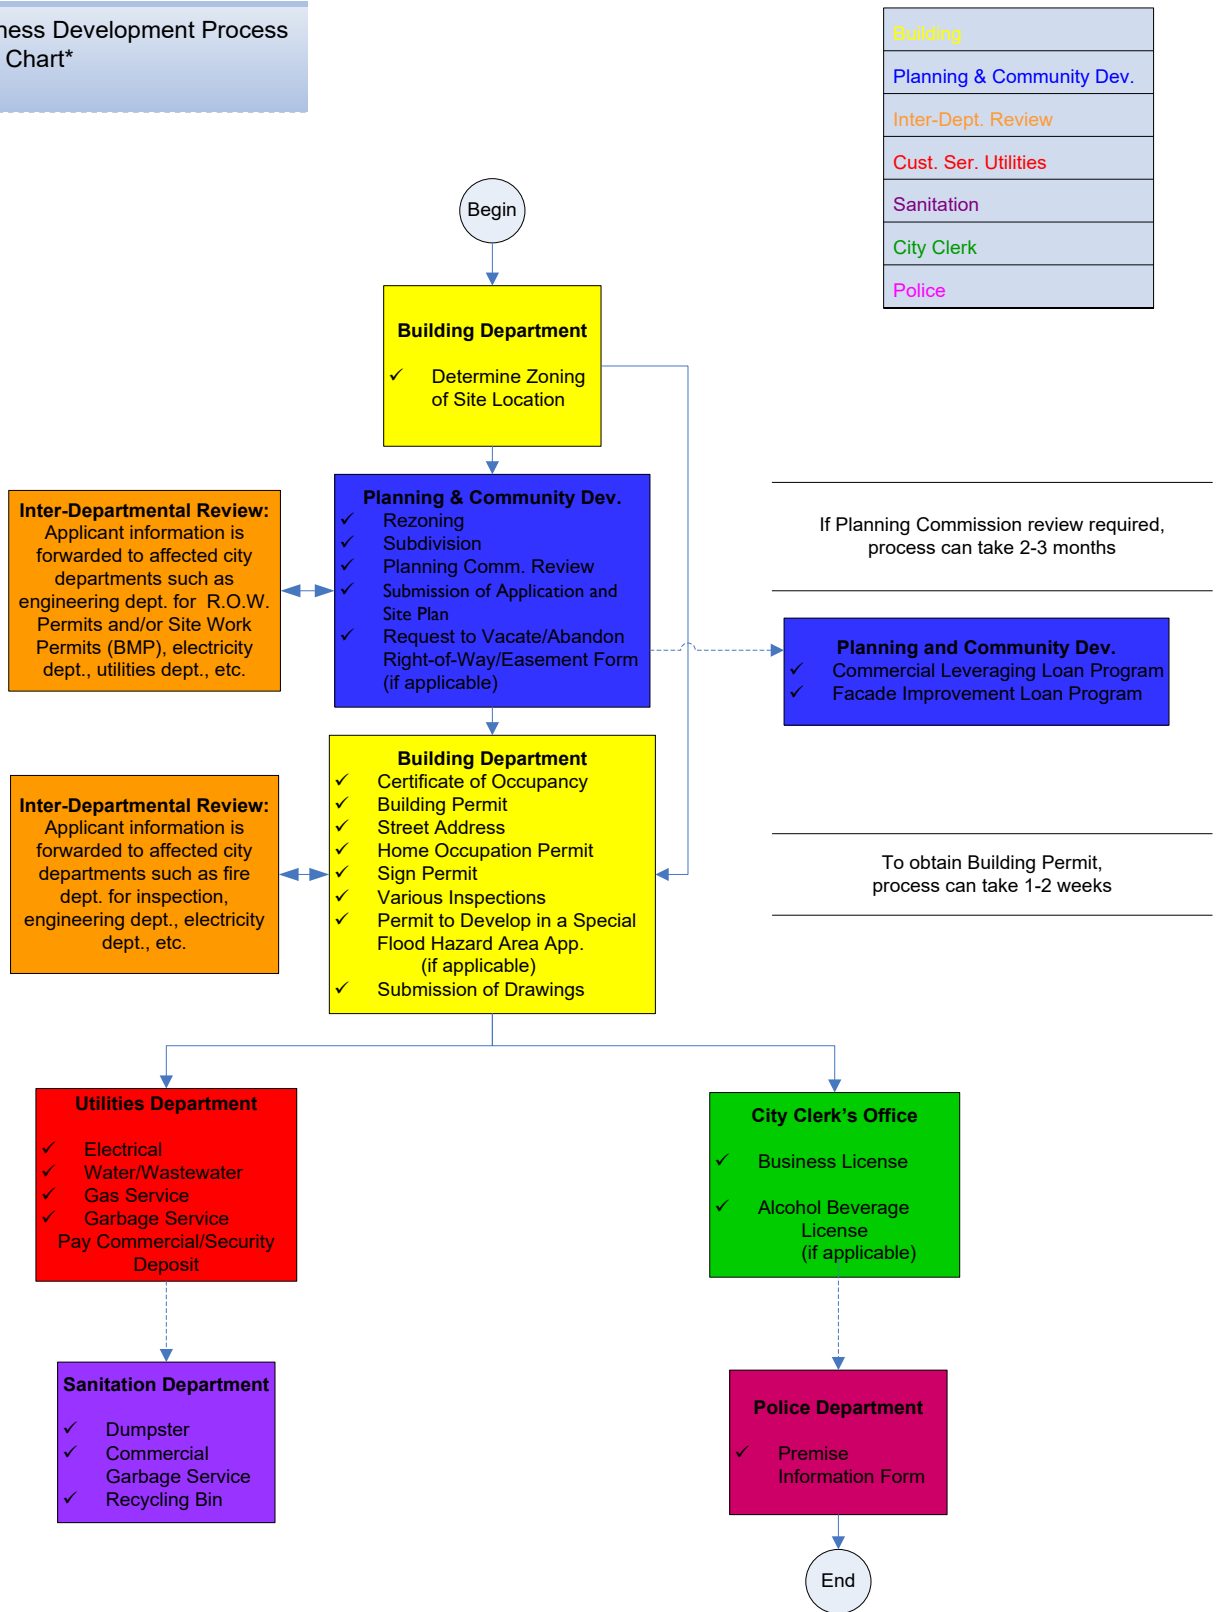 ness Development Process
Chart*
Building
Planning & Community Dev.
Inter-Dept. Review
Cust. Ser. Utilities
Sanitation
City Clerk
Police
Begin
Building Department
✓ Determine Zoning
of Site Location
Planning & Community Dev.
✓ Rezoning
✓ Subdivision
✓ Planning Comm. Review
✓ Submission of Application and
Site Plan
✓ Request to Vacate/Abandon
Right-of-Way/Easement Form
(if applicable)
Inter-Departmental Review:
Applicant information is
forwarded to affected city
departments such as
engineering dept. for R.O.W.
Permits and/or Site Work
Permits (BMP), electricity
dept., utilities dept., etc.
If Planning Commission review required,
process can take 2-3 months
Planning and Community Dev.
✓ Commercial Leveraging Loan Program
✓ Facade Improvement Loan Program
Building Department
✓ Certificate of Occupancy
✓ Building Permit
✓ Street Address
✓ Home Occupation Permit
✓ Sign Permit
✓ Various Inspections
✓ Permit to Develop in a Special
Flood Hazard Area App.
(if applicable)
✓ Submission of Drawings
Inter-Departmental Review:
Applicant information is
forwarded to affected city
departments such as fire
dept. for inspection,
engineering dept., electricity
dept., etc.
To obtain Building Permit,
process can take 1-2 weeks
Utilities Department
✓ Electrical
✓ Water/Wastewater
✓ Gas Service
✓ Garbage Service
Pay Commercial/Security
Deposit
City Clerk's Office
✓ Business License
✓ Alcohol Beverage
License
(if applicable)
Sanitation Department
✓ Dumpster
✓ Commercial
Garbage Service
✓ Recycling Bin
Police Department
✓ Premise
Information Form
End